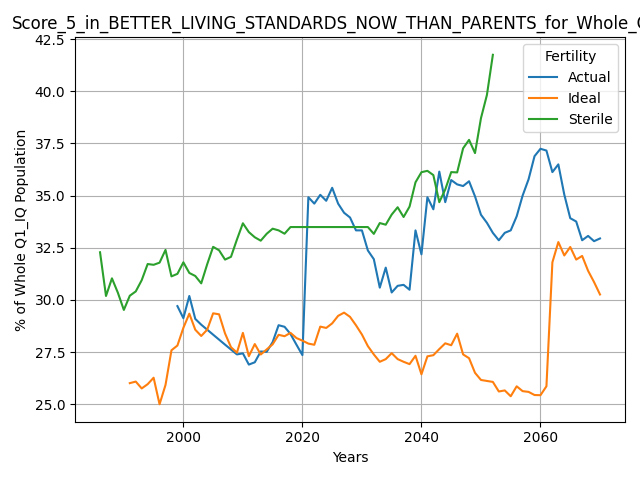 Score_5_in_BETTER_LIVING_STANDARDS_NOW_THAN_PARENTS_for_Whole_
42.5
40.0
37.5
35.0
32.5
30.0
27.5
25.0
% of Whole Q1_IQ Population
Fertility
Actual
Ideal
Sterile
2000
2020
2040
2060
Years